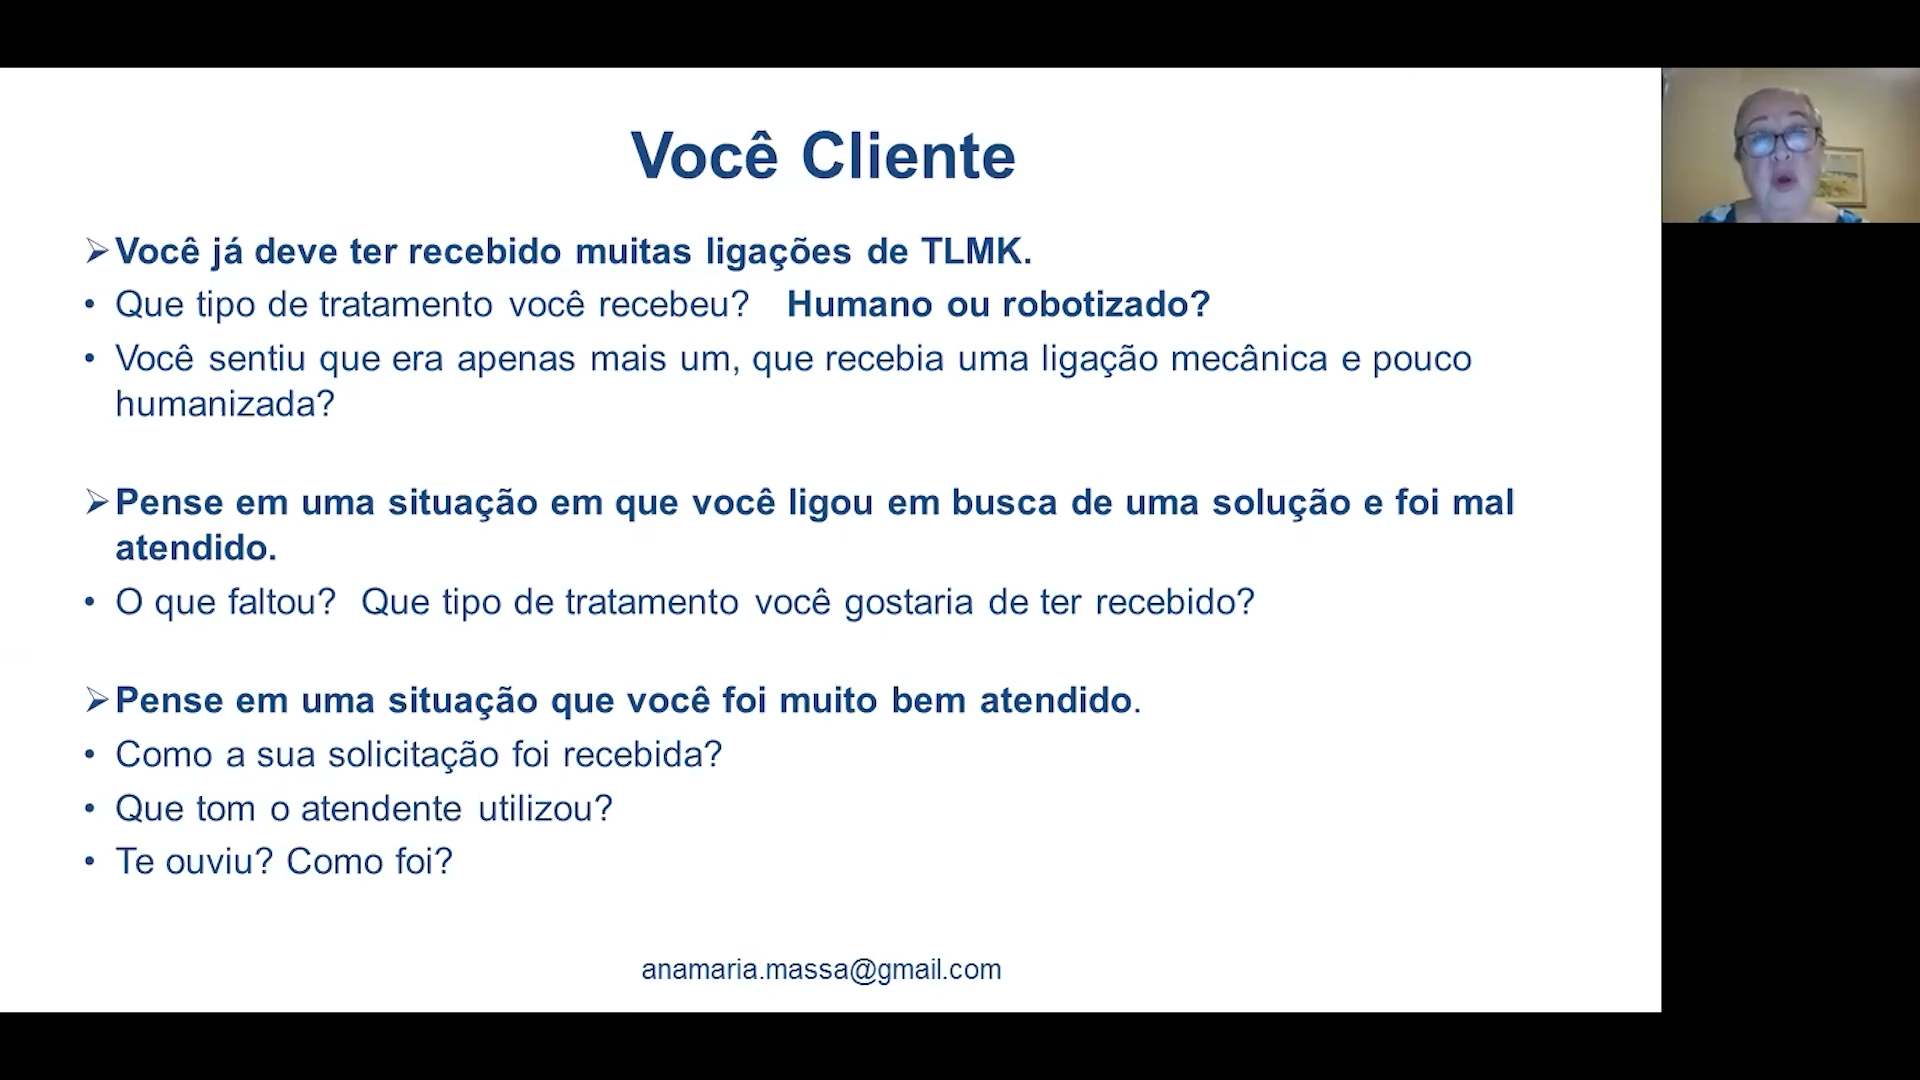 Você Cliente
➢Você já deve ter recebido muitas ligações de TLMK.
• Que tipo de tratamento você recebeu? Humano ou robotizado?
• Você sentiu que era apenas mais um, que recebia uma ligação mecânica e pouco
humanizada?
➢Pense em uma situação em que você ligou em busca de uma solução e foi mal
atendido.
• O que faltou? Que tipo de tratamento você gostaria de ter recebido?
➢Pense em uma situação que você foi muito bem atendido.
• Como a sua solicitação foi recebida?
• Que tom o atendente utilizou?
• Te ouviu? Como foi?
anamaria.massa@gmail.com